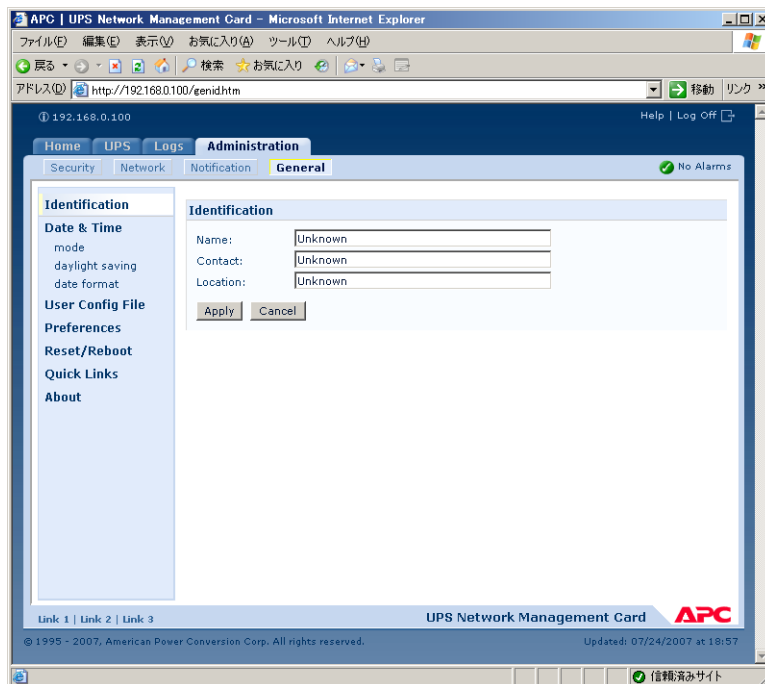 APC | UPS Network Management Card - Microsoft Internet Explorer
ファイル(F) 編集(E) 表示(V) お気に入り(A) ツール(T) ヘルプ(H)
戻る 検索 お気に入り
アドレス(D) http://192.168.0.100/genid.htm 移動 リンク »
192.168.0.100 Help | Log Off
Home UPS Logs Administration
Security Network Notification General No Alarms
Identification
Date & Time
mode
daylight saving
date format
User Config File
Preferences
Reset/Reboot
Quick Links
About
Identification
Name: Unknown
Contact: Unknown
Location: Unknown
Apply Cancel
Link 1 | Link 2 | Link 3 UPS Network Management Card APC
© 1995 - 2007, American Power Conversion Corp. All rights reserved. Updated: 07/24/2007 at 18:57
信頼済みサイト